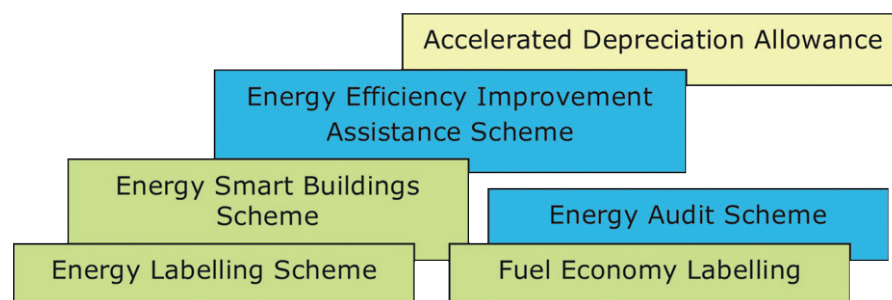 Accelerated Depreciation Allowance
Energy Efficiency Improvement
Assistance Scheme
Energy Smart Buildings
Scheme
Energy Audit Scheme
Energy Labelling Scheme
Fuel Economy Labelling